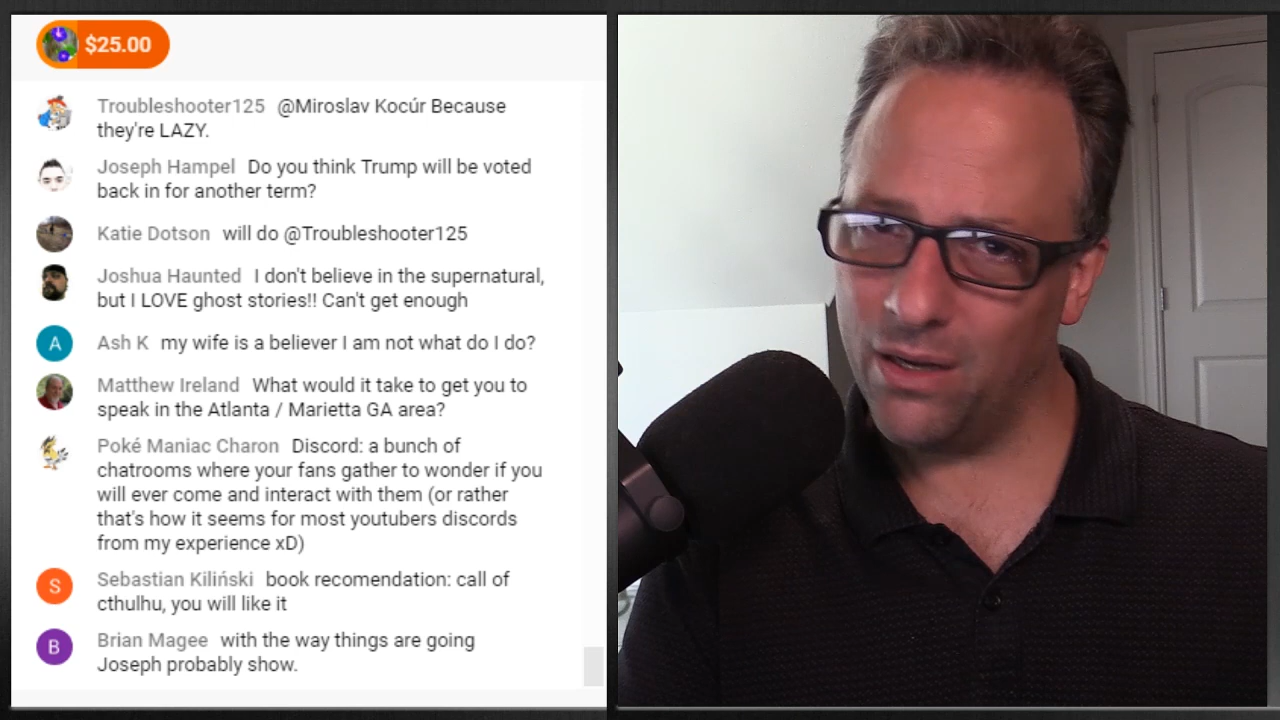 $25.00
Troubleshooter125 @Miroslav Kocúr Because
they're LAZY.
Joseph Hampel Do you think Trump will be voted
back in for another term?
Katie Dotson will do @Troubleshooter125
Joshua Haunted I don't believe in the supernatural,
but I LOVE ghost stories!! Can't get enough
A
Ash K my wife is a believer I am not what do I do?
Matthew Ireland What would it take to get you to
speak in the Atlanta / Marietta GA area?
Poké Maniac Charon Discord: a bunch of
chatrooms where your fans gather to wonder if you
will ever come and interact with them (or rather
that's how it seems for most youtubers discords
from my experience xD)
S
Sebastian Kiliński book recomendation: call of
cthulhu, you will like it
B
Brian Magee with the way things are going
Joseph probably show.